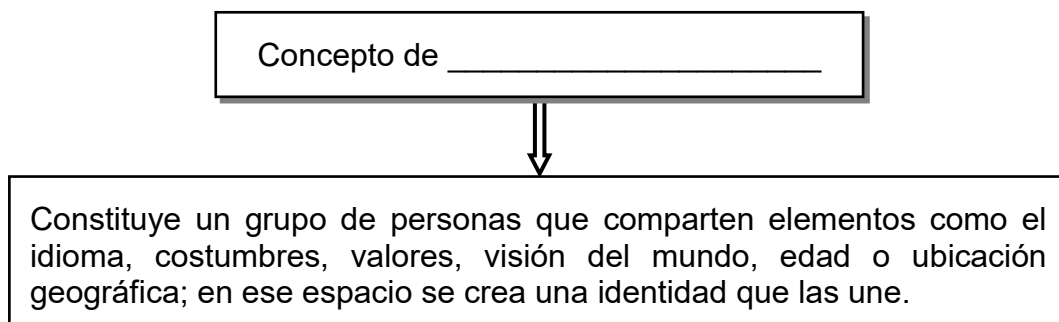 Concepto de _____________________
Constituye un grupo de personas que comparten elementos como el
idioma, costumbres, valores, visión del mundo, edad o ubicación
geográfica; en ese espacio se crea una identidad que las une.